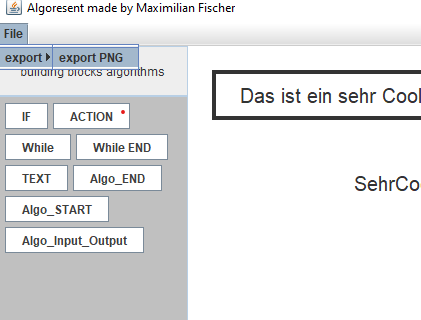 Algoresent made by Maximilian Fischer
File
export export PNG
building blocks algorithms
IF ACTION
While While END
TEXT Algo_END
Algo_START
Algo_Input_Output
Das ist ein sehr Cool
SehrCo